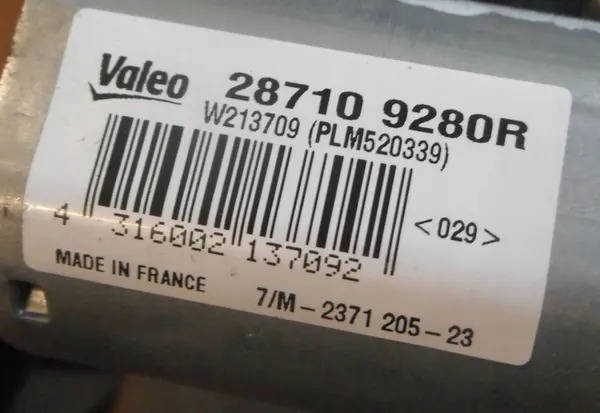 Valeo 28710 9280R
W213709 (PLM520339)
<029>
4 316002 137092
MADE IN FRANCE
7/M-2371 205-23